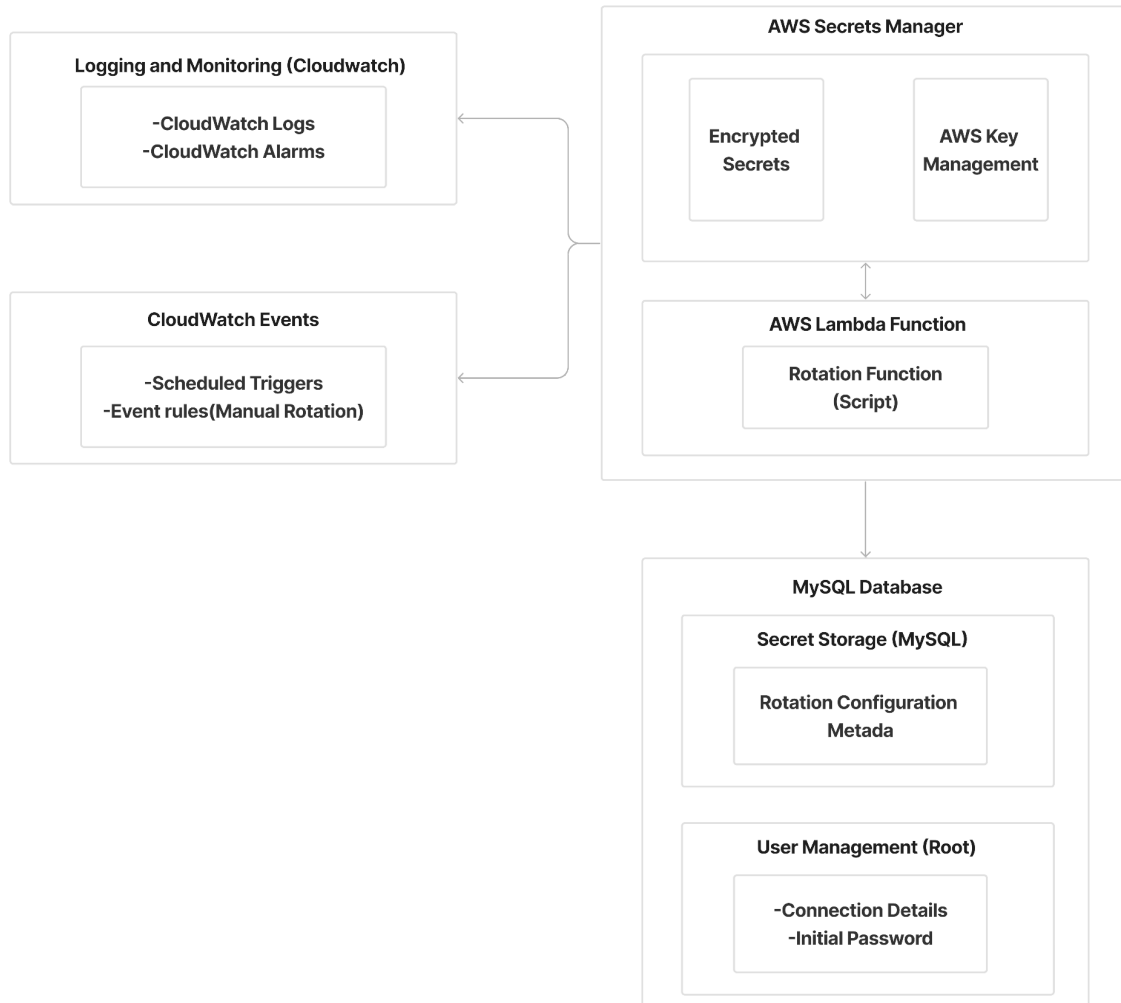 Logging and Monitoring (Cloudwatch)
-CloudWatch Logs
-CloudWatch Alarms
CloudWatch Events
-Scheduled Triggers
-Event rules(Manual Rotation)
AWS Secrets Manager
Encrypted
Secrets
AWS Key
Management
AWS Lambda Function
Rotation Function
(Script)
MySQL Database
Secret Storage (MySQL)
Rotation Configuration
Metada
User Management (Root)
-Connection Details
-Initial Password